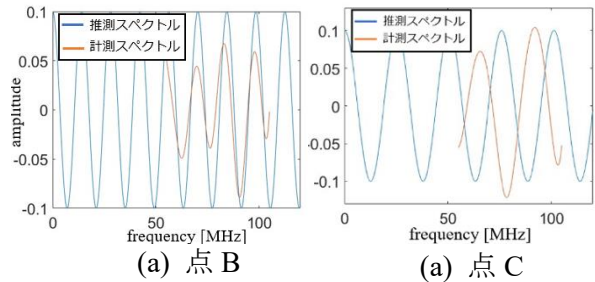 推測スペクトル
計測スペクトル
0.1
0.05
0
-0.05
-0.1
amplitude
0
50
100
frequency [MHz]
(a) 点 B
推測スペクトル
計測スペクトル
0.1
0.05
0
-0.05
-0.1
0
50
100
frequency [MHz]
(a) 点 C